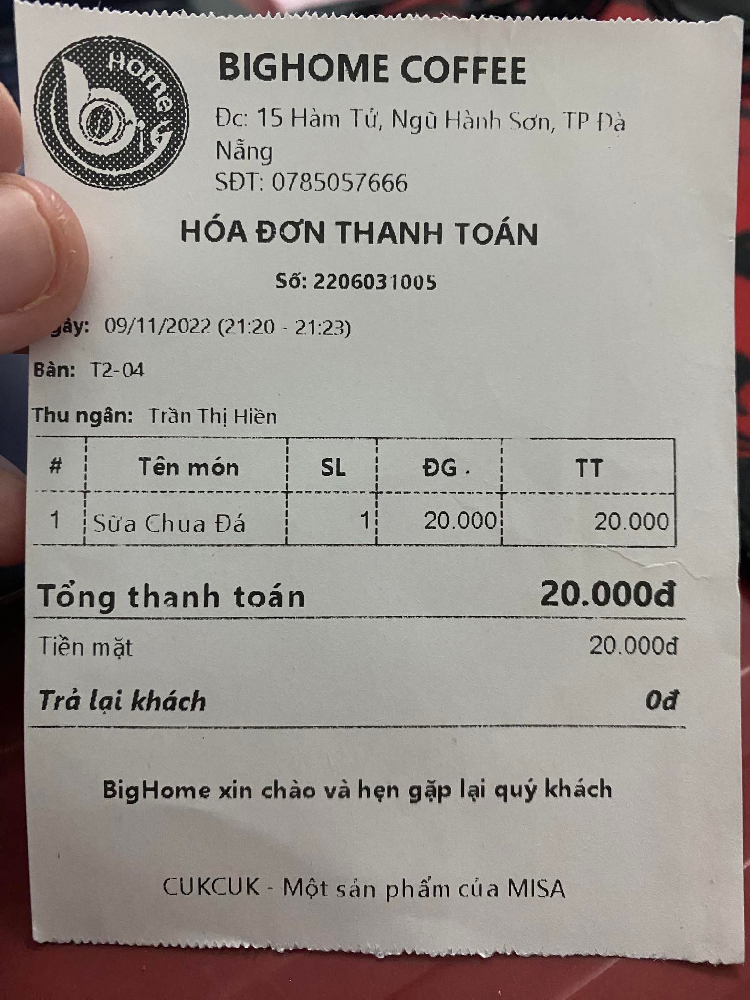 Home
Big
BIGHOME COFFEE
Đc: 15 Hàm Tử, Ngũ Hành Sơn, TP Đà
Nẵng
SĐT: 0785057666
HÓA ĐƠN THANH TOÁN
Số: 2206031005
gày: 09/11/2022 (21:20 - 21:23)
Bàn: T2-04
Thu ngân: Trần Thị Hiền
# Tên món SL ĐG . TT
1 Sữa Chua Đá 1 20.000 20.000
Tổng thanh toán 20.000đ
Tiền mặt 20.000đ
Trả lại khách 0đ
BigHome xin chào và hẹn gặp lại quý khách
CUKCUK - Một sản phẩm của MISA